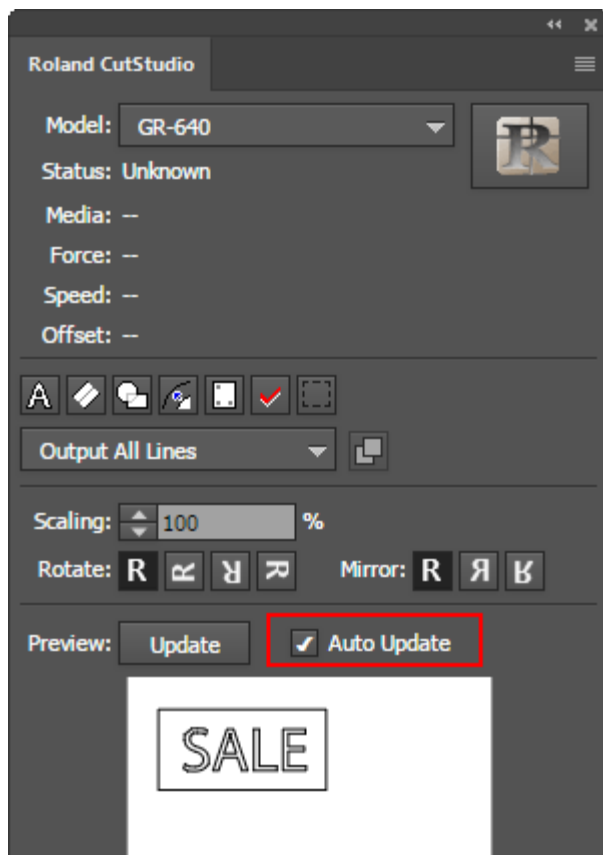 Roland CutStudio
Model: GR-640
Status: Unknown
Media: --
Force: --
Speed: --
Offset: --
Output All Lines
Scaling: 100 %
Rotate: R R R R Mirror: R R R
Preview: Update Auto Update
SALE